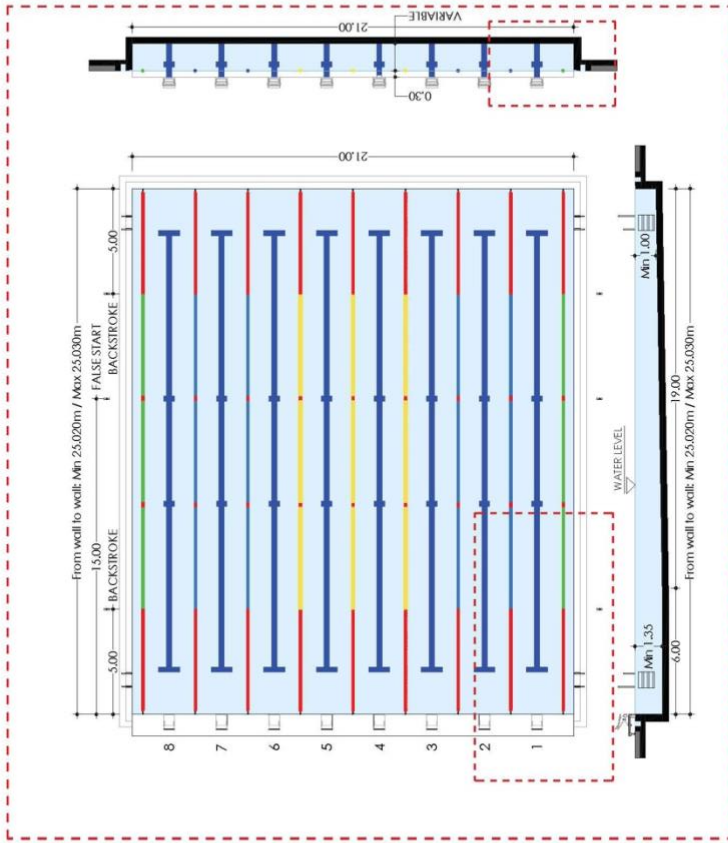 21.00
VARIABLE
0.30
21.00
From wall to wall: Min 25.020m / Max 25.030m
5.00
FALSE START
BACKSTROKE
15.00
BACKSTROKE
5.00
8
7
6
5
4
3
2
1
Min 1.00
19.00
From wall to wall: Min 25.020m / Max 25.030m
WATER LEVEL
Min 1.35
6.00